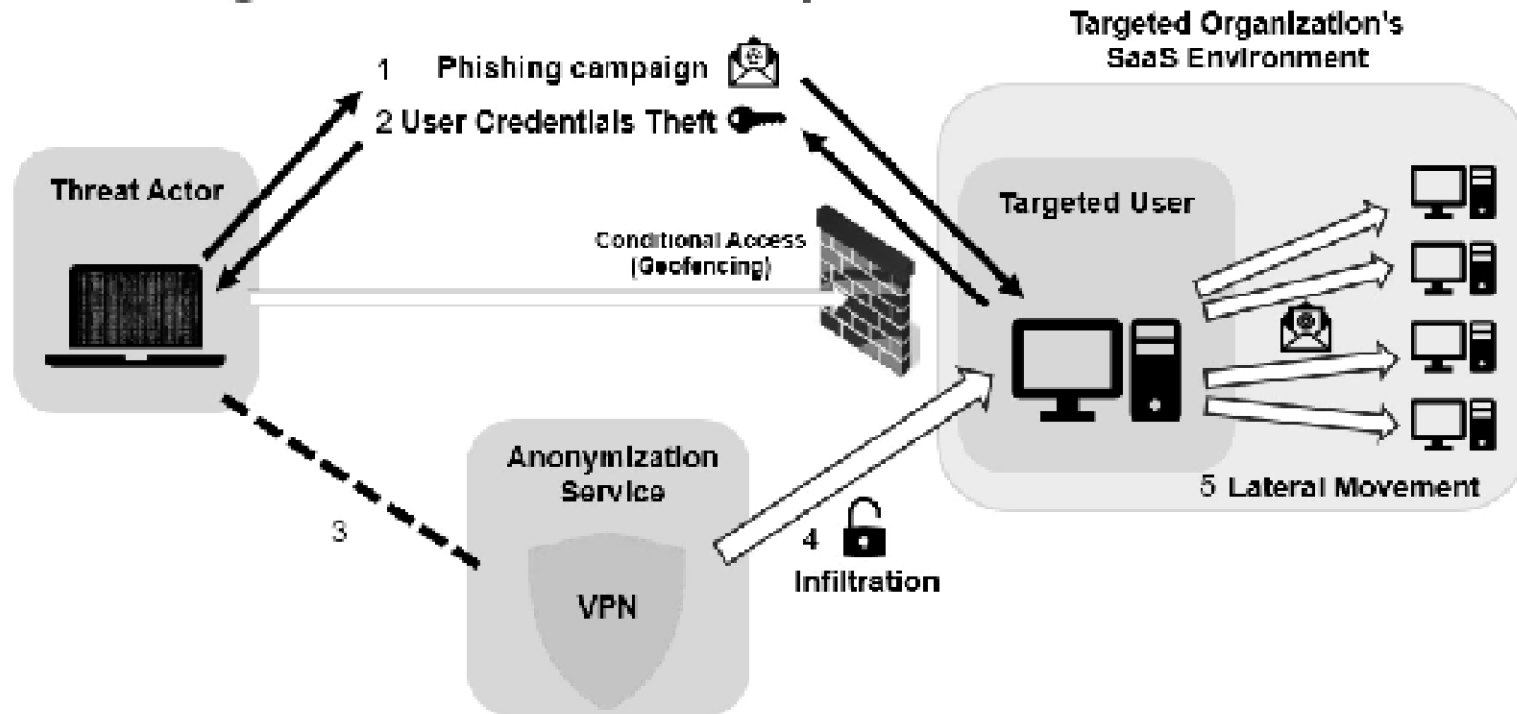 Targeted Organization's
SaaS Environment
1 Phishing campaign
2 User Credentials Theft
Threat Actor
Targeted User
Conditional Access
(Geofencing)
Anonymization
Service
5 Lateral Movement
3
4
Infiltration
VPN